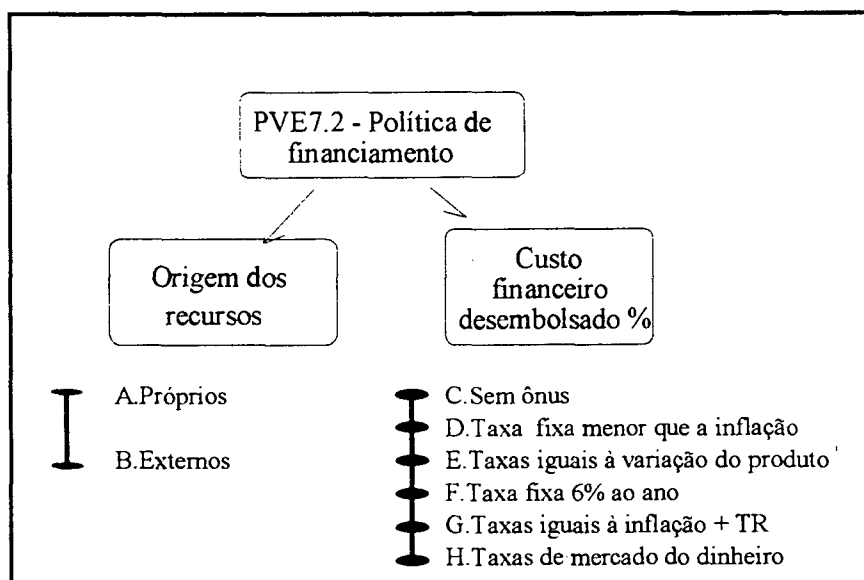 PVE7.2 - Política de
financiamento
Origem dos
recursos
Custo
financeiro
desembolsado %
A.Próprios
B.Externos
C.Sem ônus
D.Taxa fixa menor que a inflação
E.Taxas iguais à variação do produto
F.Taxa fixa 6% ao ano
G.Taxas iguais à inflação + TR
H.Taxas de mercado do dinheiro